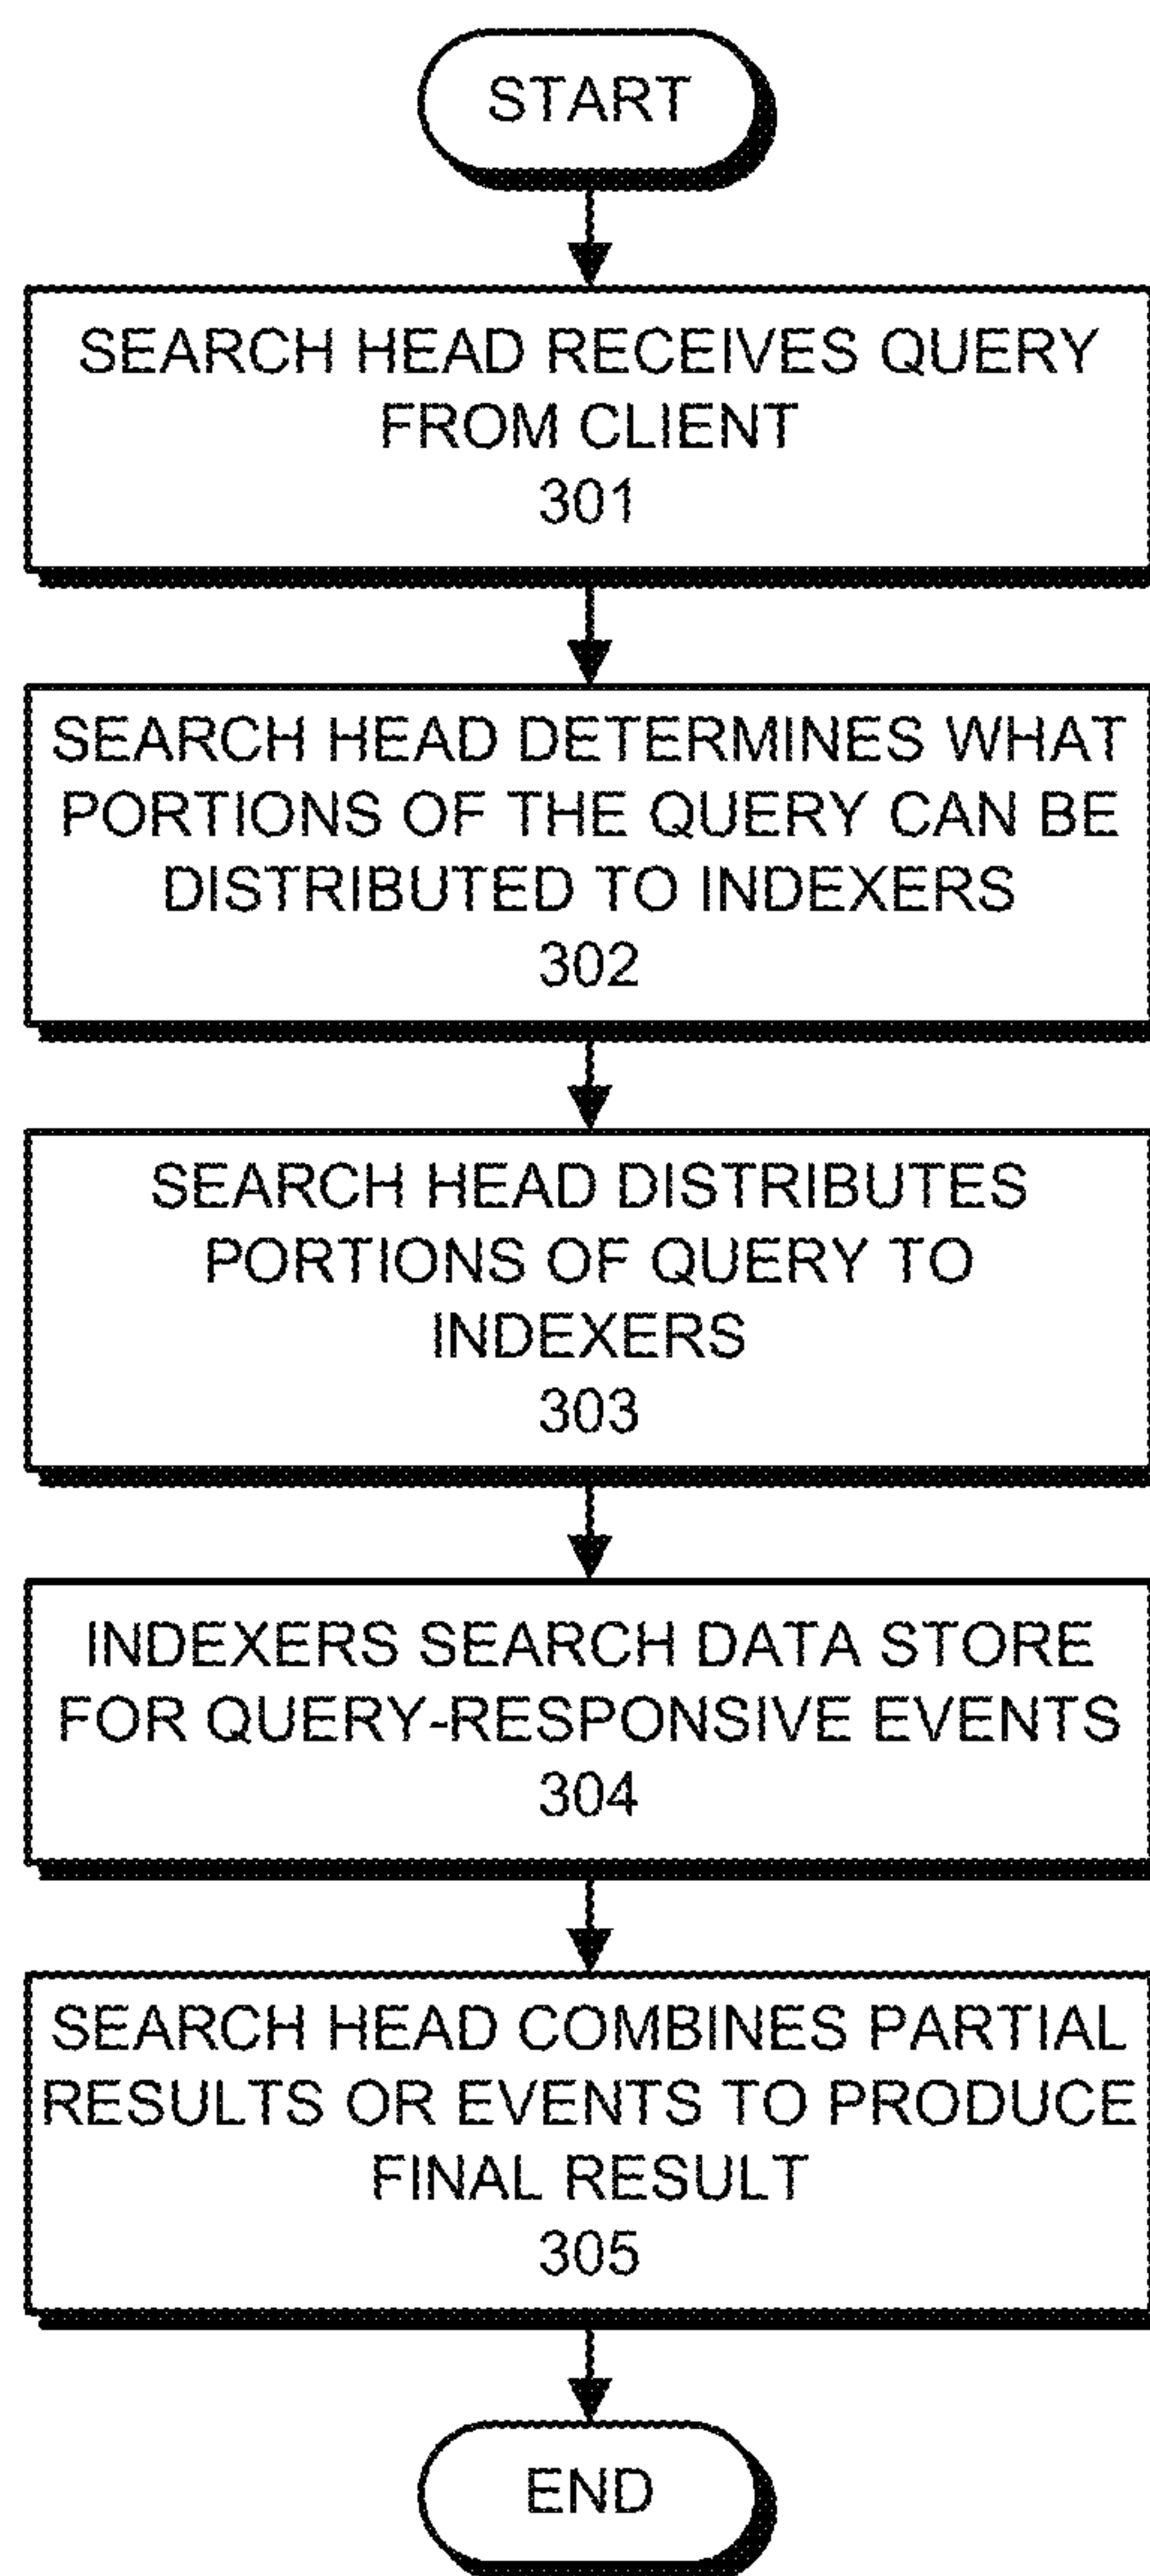 START
SEARCH HEAD RECEIVES QUERY
FROM CLIENT
301
SEARCH HEAD DETERMINES WHAT
PORTIONS OF THE QUERY CAN BE
DISTRIBUTED TO INDEXERS
302
SEARCH HEAD DISTRIBUTES
PORTIONS OF QUERY TO
INDEXERS
303
INDEXERS SEARCH DATA STORE
FOR QUERY-RESPONSIVE EVENTS
304
SEARCH HEAD COMBINES PARTIAL
RESULTS OR EVENTS TO PRODUCE
FINAL RESULT
305
END